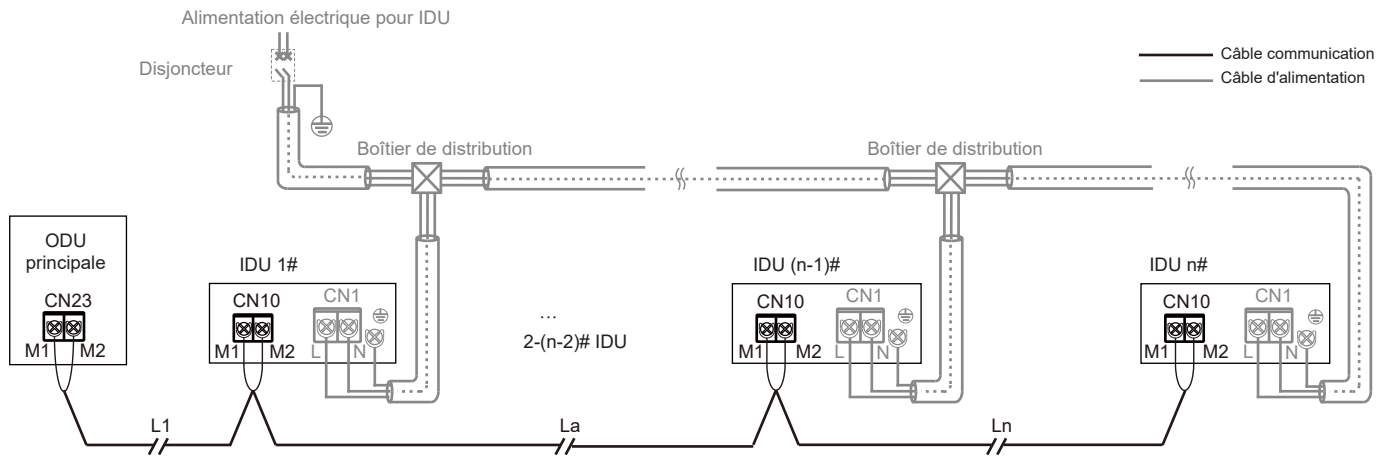 Alimentation électrique pour IDU
Disjoncteur
Câble communication
Câble d'alimentation
Boîtier de distribution
Boîtier de distribution
ODU
principale
CN23
M1 M2
IDU 1#
CN10
CN1
M1 M2
L N
...
2-(n-2)# IDU
IDU (n-1)#
CN10
CN1
M1 M2
L N
IDU n#
CN10
CN1
M1 M2
L N
L1
La
Ln